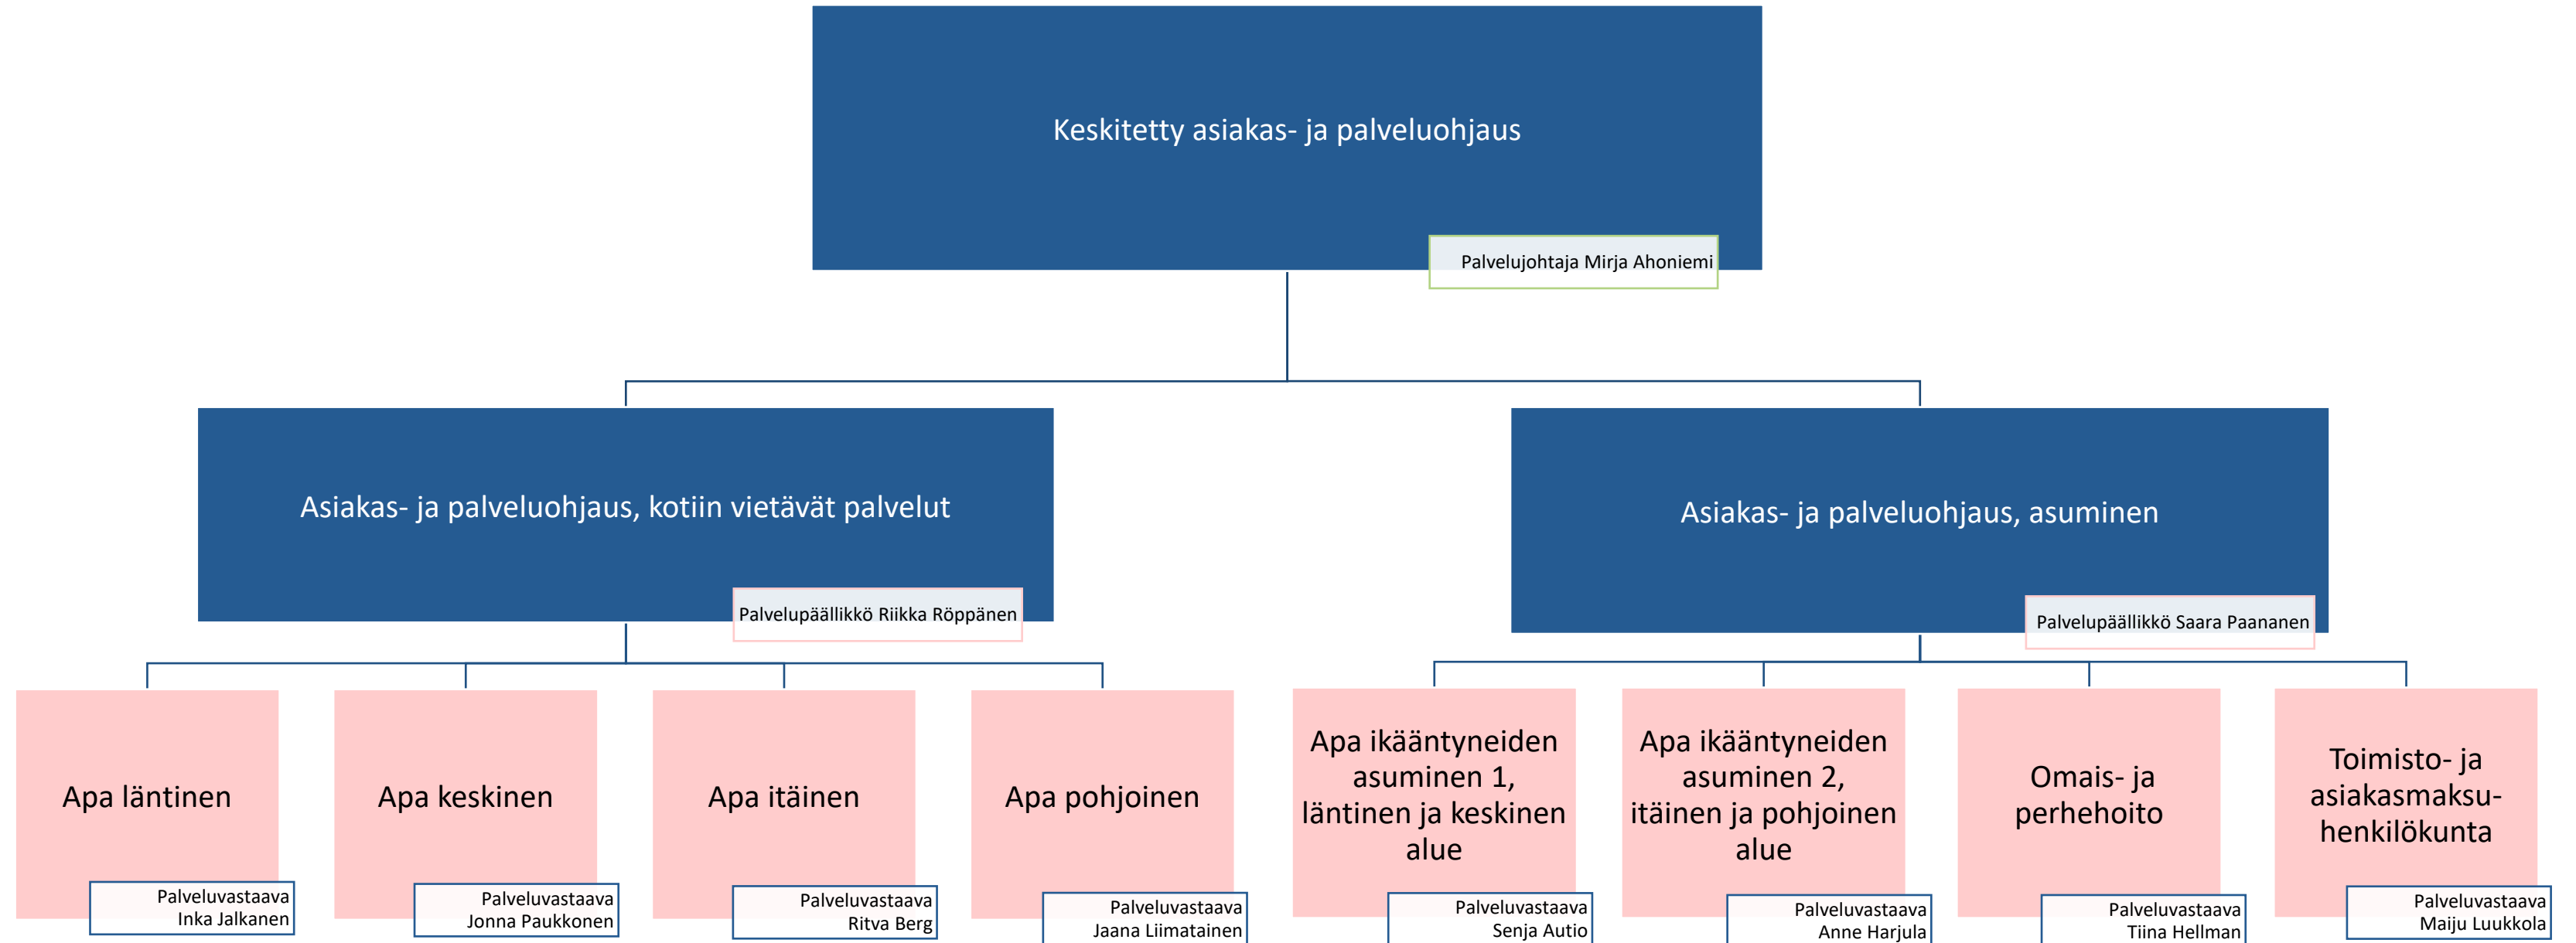 Keskitetty asiakas- ja palveluohjaus
Palvelujohtaja Mirja Ahoniemi
Asiakas- ja palveluohjaus, kotiin vietävät palvelut
Palvelupäällikkö Riikka Röppänen
Asiakas- ja palveluohjaus, asuminen
Palvelupäällikkö Saara Paananen
Apa läntinen
Palveluvastaava
Inka Jalkanen
Apa keskinen
Palveluvastaava
Jonna Paukkonen
Apa itäinen
Palveluvastaava
Ritva Berg
Apa pohjoinen
Palveluvastaava
Jaana Liimatainen
Apa ikääntyneiden
asuminen 1,
läntinen ja keskinen
alue
Palveluvastaava
Senja Autio
Apa ikääntyneiden
asuminen 2,
itäinen ja pohjoinen
alue
Palveluvastaava
Anne Harjula
Omais- ja
perhehoito
Palveluvastaava
Tiina Hellman
Toimisto- ja
asiakasmaksu-
henkilökunta
Palveluvastaava
Maiju Luukkola